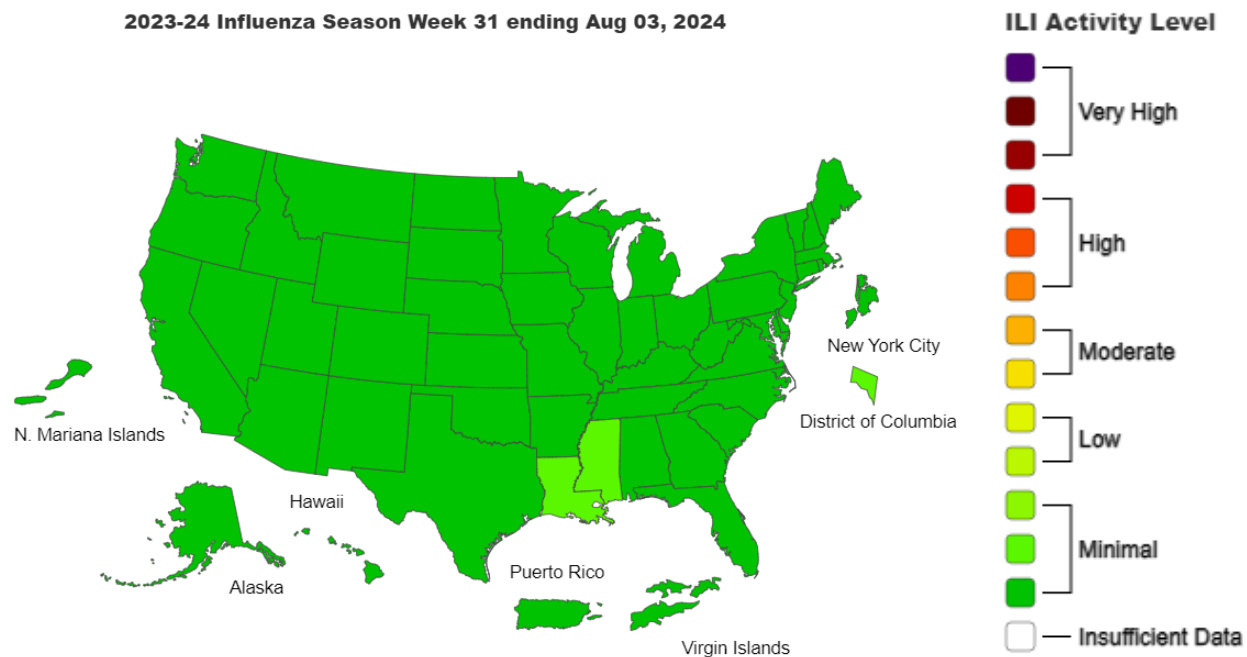 2023-24 Influenza Season Week 31 ending Aug 03, 2024
ILI Activity Level
Very High
High
Moderate
Low
Minimal
Insufficient Data
New York City
District of Columbia
N. Mariana Islands
Hawaii
Alaska
Puerto Rico
Virgin Islands